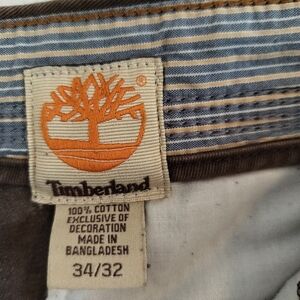 ®
Timberland
100% COTTON
EXCLUSIVE OF
DECORATION
MADE IN
BANGLADESH
34/32